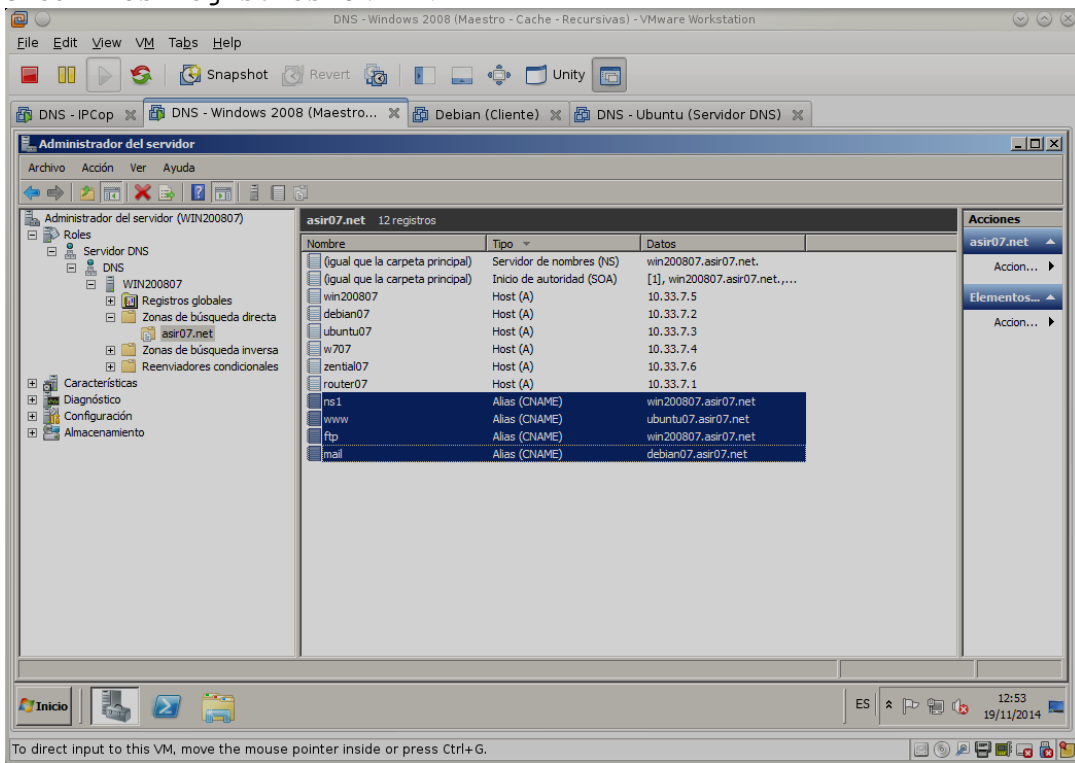 DNS - Windows 2008 (Maestro - Cache - Recursivas) - VMware Workstation
File Edit View VM Tabs Help
Snapshot Revert Unity
DNS - IPCop DNS - Windows 2008 (Maestro... Debian (Cliente) DNS - Ubuntu (Servidor DNS)
Administrador del servidor
Archivo Acción Ver Ayuda
Administrador del servidor (WIN200807)
Roles
Servidor DNS
DNS
WIN200807
Registros globales
Zonas de búsqueda directa
asir07.net
Zonas de búsqueda inversa
Reenviadores condicionales
Características
Diagnóstico
Configuración
Almacenamiento
asir07.net 12 registros
Nombre Tipo Datos
(igual que la carpeta principal) Servidor de nombres (NS) win200807.asir07.net.
(igual que la carpeta principal) Inicio de autoridad (SOA) [1], win200807.asir07.net.,...
win200807 Host (A) 10.33.7.5
debian07 Host (A) 10.33.7.2
ubuntu07 Host (A) 10.33.7.3
w707 Host (A) 10.33.7.4
zential07 Host (A) 10.33.7.6
router07 Host (A) 10.33.7.1
ns1 Alias (CNAME) win200807.asir07.net
www Alias (CNAME) ubuntu07.asir07.net
ftp Alias (CNAME) win200807.asir07.net
mail Alias (CNAME) debian07.asir07.net
Acciones
asir07.net
Accion...
Elementos...
Accion...
Inicio
ES
12:53
19/11/2014
To direct input to this VM, move the mouse pointer inside or press Ctrl+G.